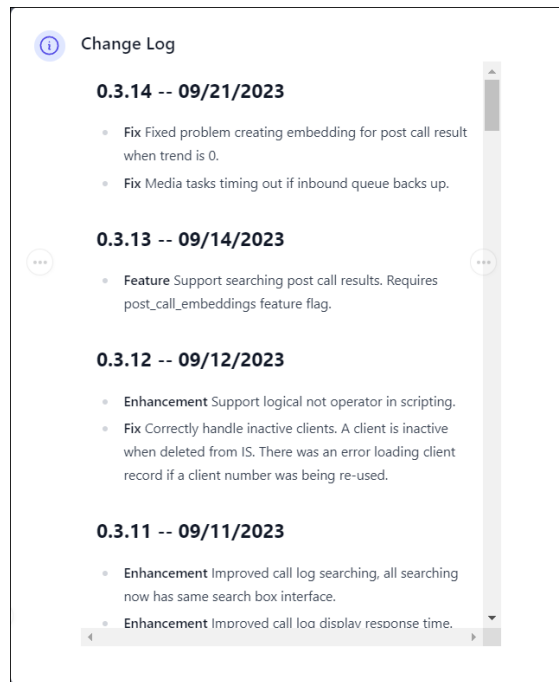 Change Log
0.3.14 -- 09/21/2023
Fix Fixed problem creating embedding for post call result
when trend is 0.
Fix Media tasks timing out if inbound queue backs up.
0.3.13 -- 09/14/2023
Feature Support searching post call results. Requires
post_call_embeddings feature flag.
0.3.12 -- 09/12/2023
Enhancement Support logical not operator in scripting.
Fix Correctly handle inactive clients. A client is inactive
when deleted from IS. There was an error loading client
record if a client number was being re-used.
0.3.11 -- 09/11/2023
Enhancement Improved call log searching, all searching
now has same search box interface.
Enhancement Improved call log display response time.